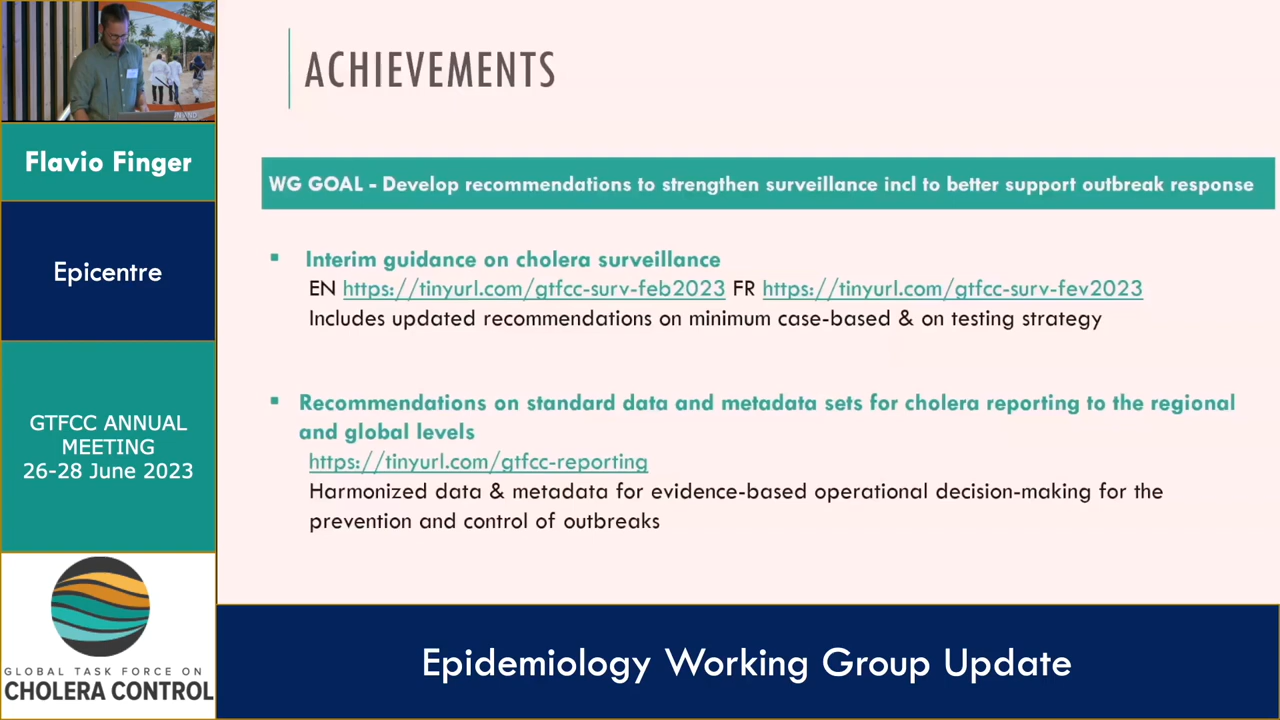 Flavio Finger
Epicentre
GTFCC ANNUAL
MEETING
26-28 June 2023
GLOBAL TASK FORCE ON
CHOLERA CONTROL
ACHIEVEMENTS
WG GOAL - Develop recommendations to strengthen surveillance incl to better support outbreak response
▪ Interim guidance on cholera surveillance
EN https://tinyurl.com/gtfcc-surv-feb2023 FR https://tinyurl.com/gtfcc-surv-fev2023
Includes updated recommendations on minimum case-based & on testing strategy
▪ Recommendations on standard data and metadata sets for cholera reporting to the regional
and global levels
https://tinyurl.com/gtfcc-reporting
Harmonized data & metadata for evidence-based operational decision-making for the
prevention and control of outbreaks
Epidemiology Working Group Update